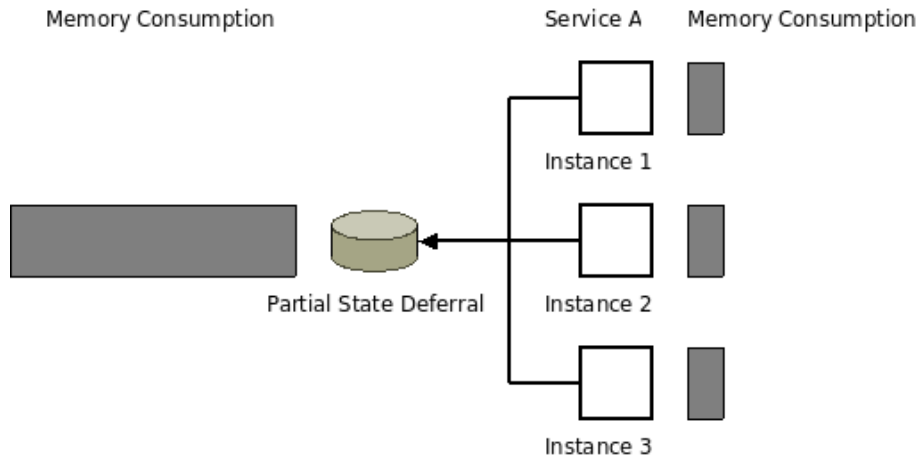 Memory Consumption
Service A
Memory Consumption
Instance 1
Partial State Deferral
Instance 2
Instance 3